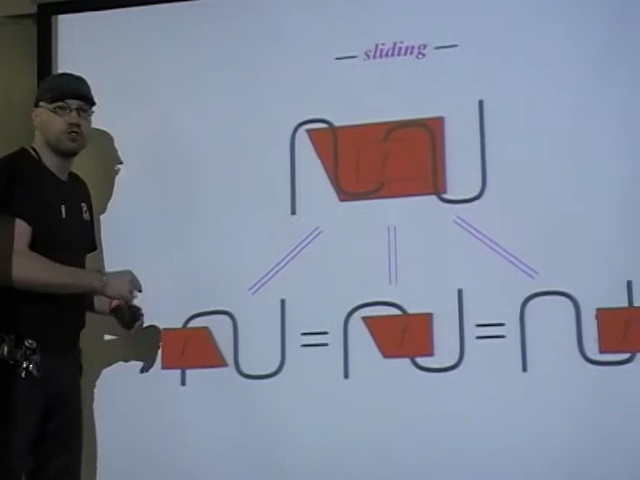 — sliding —
f
= =
f f f